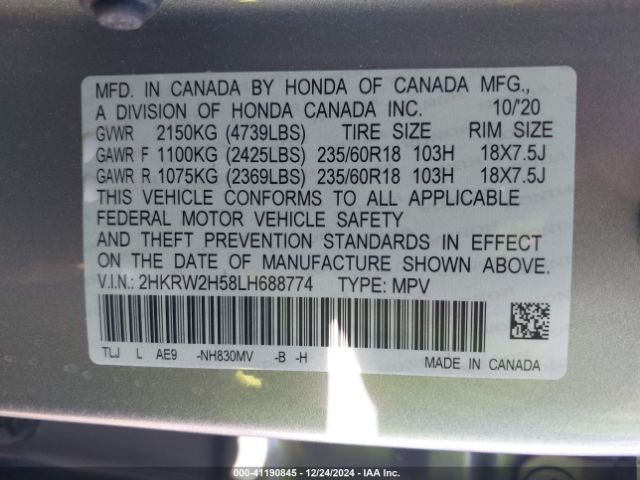 MFD. IN CANADA BY HONDA OF CANADA MFG.,
A DIVISION OF HONDA CANADA INC. 10/'20
GVWR 2150KG (4739LBS) TIRE SIZE RIM SIZE
GAWR F 1100KG (2425LBS) 235/60R18 103H 18X7.5J
GAWR R 1075KG (2369LBS) 235/60R18 103H 18X7.5J
THIS VEHICLE CONFORMS TO ALL APPLICABLE
FEDERAL MOTOR VEHICLE SAFETY
AND THEFT PREVENTION STANDARDS IN EFFECT
ON THE DATE OF MANUFACTURE SHOWN ABOVE.
V.I.N.: 2HKRW2H58LH688774 TYPE: MPV
TLJ L AE9 -NH830MV -B -H
MADE IN CANADA
000-41190845 | 12/24/2024 | IAA Inc.